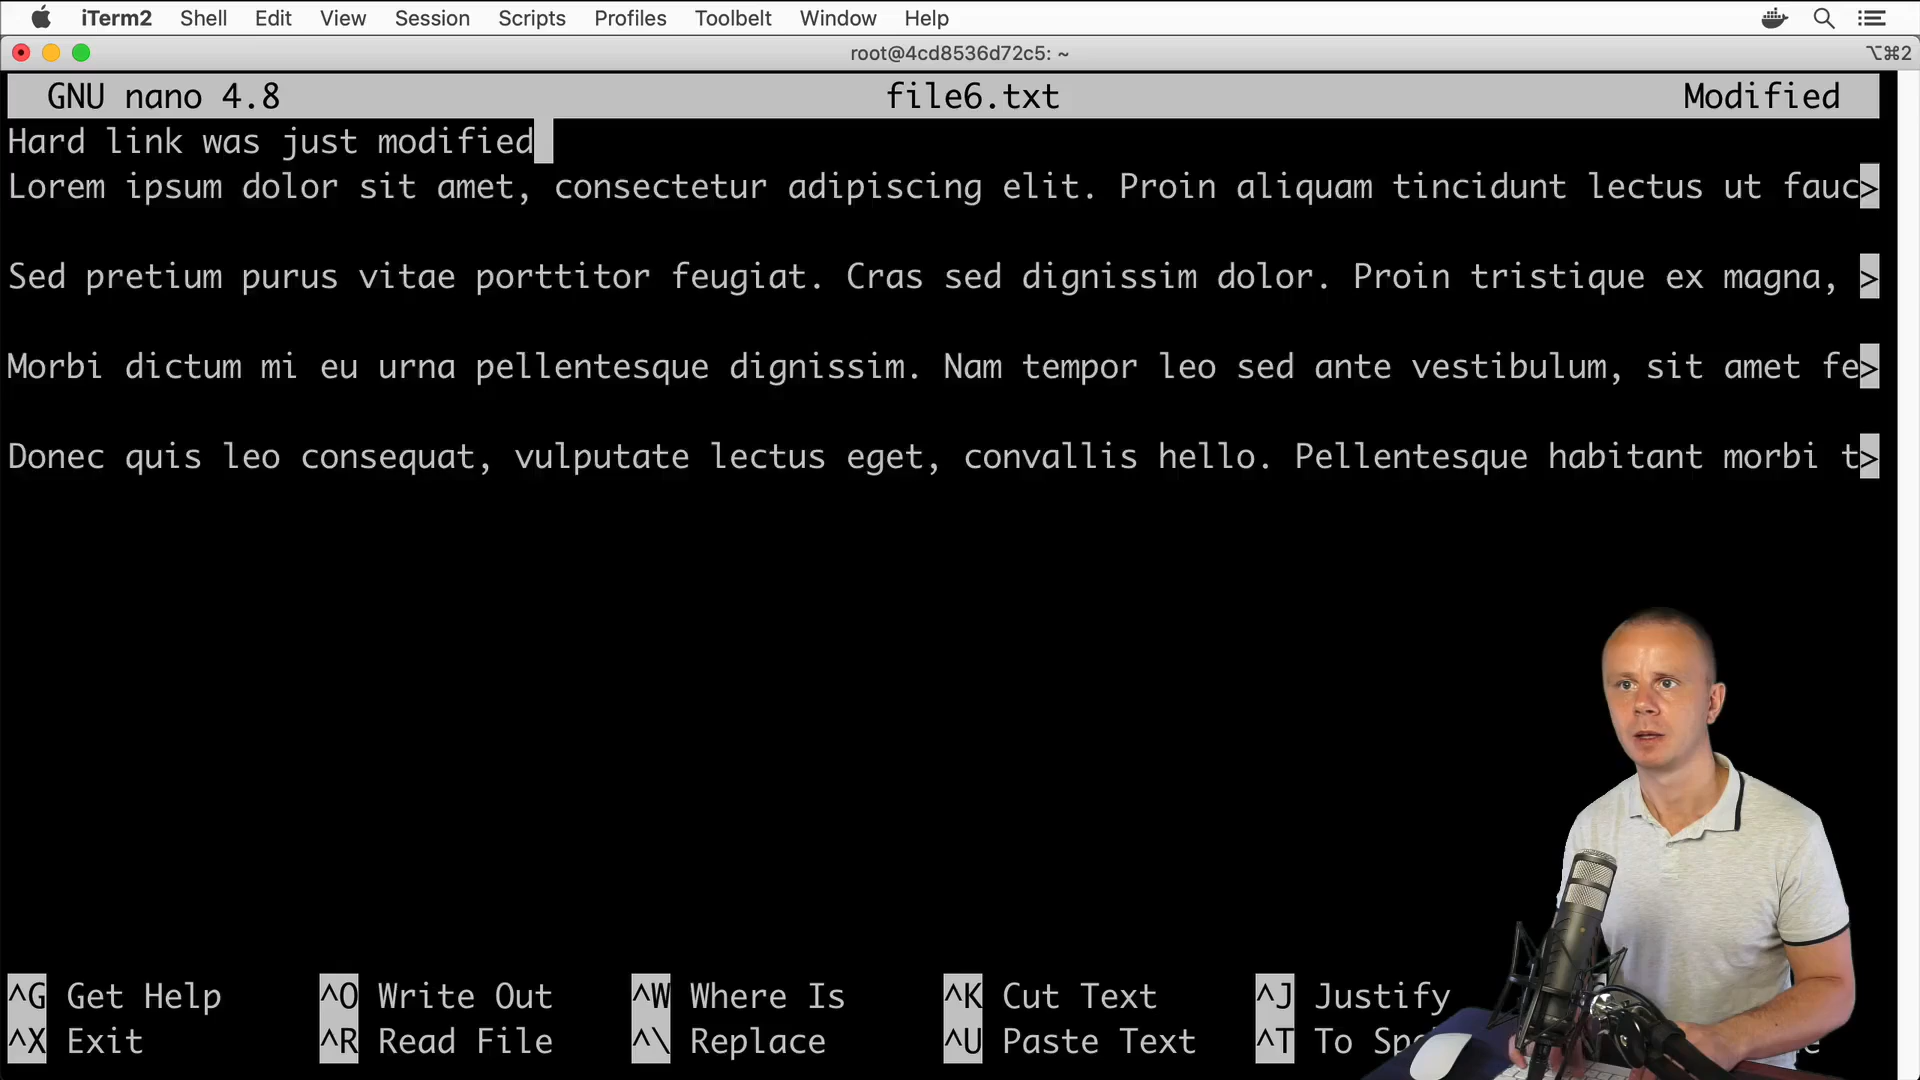 iTerm2 Shell Edit View Session Scripts Profiles Toolbelt Window Help
root@4cd8536d72c5: ~ ⌥⌘2
GNU nano 4.8 file6.txt Modified
Hard link was just modified
Lorem ipsum dolor sit amet, consectetur adipiscing elit. Proin aliquam tincidunt lectus ut fauc>
Sed pretium purus vitae porttitor feugiat. Cras sed dignissim dolor. Proin tristique ex magna, >
Morbi dictum mi eu urna pellentesque dignissim. Nam tempor leo sed ante vestibulum, sit amet fe>
Donec quis leo consequat, vulputate lectus eget, convallis hello. Pellentesque habitant morbi t>
^G Get Help ^O Write Out ^W Where Is ^K Cut Text ^J Justify
^X Exit ^R Read File ^\ Replace ^U Paste Text ^T To